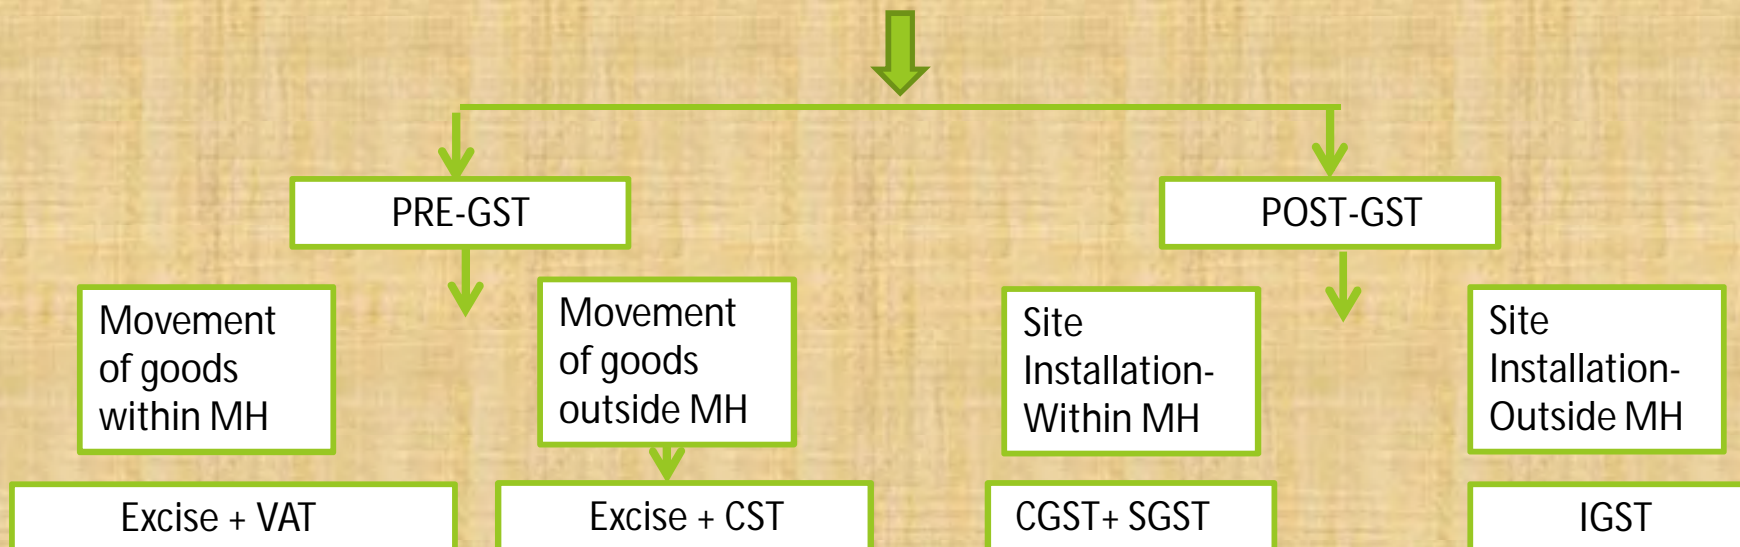 PRE-GST
POST-GST
Movement
of goods
within MH
Movement
of goods
outside MH
Site
Installation-
Within MH
Site
Installation-
Outside MH
Excise + VAT
Excise + CST
CGST+ SGST
IGST